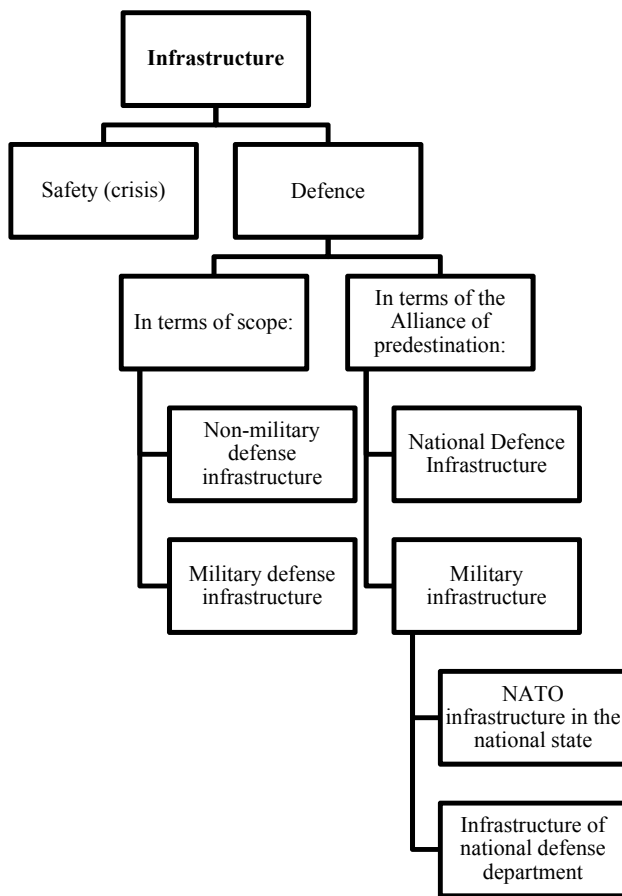 Infrastructure
Safety (crisis)
Defence
In terms of scope:
In terms of the
Alliance of
predestination:
Non-military
defense
infrastructure
National Defence
Infrastructure
Military defense
infrastructure
Military
infrastructure
NATO
infrastructure in the
national state
Infrastructure of
national defense
department